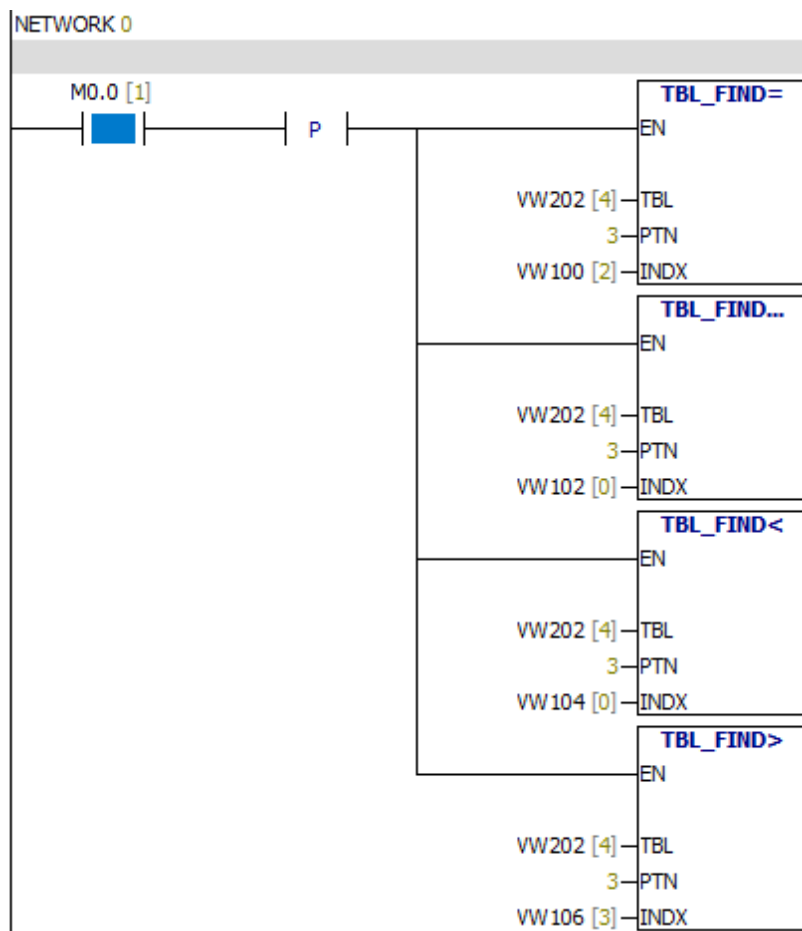 NETWORK 0
M0.0 [1]
P
TBL_FIND=
EN
VW202 [4] TBL
3 PTN
VW100 [2] INDX
TBL_FIND...
EN
VW202 [4] TBL
3 PTN
VW102 [0] INDX
TBL_FIND<
EN
VW202 [4] TBL
3 PTN
VW104 [0] INDX
TBL_FIND>
EN
VW202 [4] TBL
3 PTN
VW106 [3] INDX